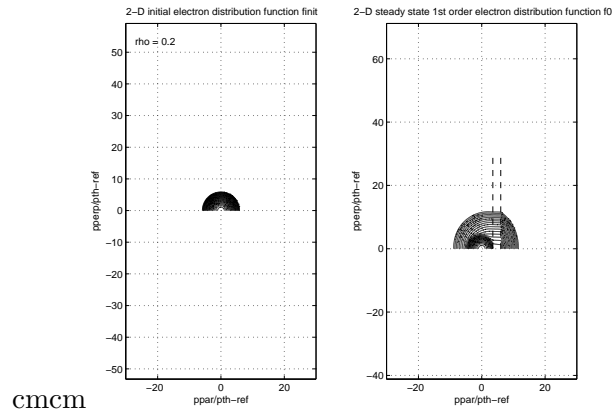 2-D initial electron distribution function finit
rho = 0.2
50
40
30
20
10
0
-10
-20
-30
-40
-50
pperp/pth-ref
-20
0
20
ppar/pth-ref
2-D steady state 1st order electron distribution function f0
60
40
20
0
-20
-40
pperp/pth-ref
-20
0
20
ppar/pth-ref
cmcm